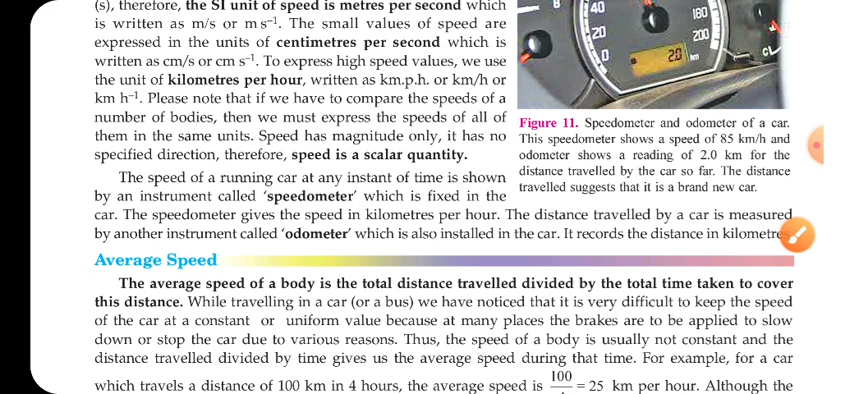 (s), therefore, the SI unit of speed is metres per second which
is written as m/s or m s⁻¹. The small values of speed are
expressed in the units of centimetres per second which is
written as cm/s or cm s⁻¹. To express high speed values, we use
the unit of kilometres per hour, written as km.p.h. or km/h or
km h⁻¹. Please note that if we have to compare the speeds of a
number of bodies, then we must express the speeds of all of
them in the same units. Speed has magnitude only, it has no
specified direction, therefore, speed is a scalar quantity.
40
20
0
180
200
2.0
km
Figure 11. Speedometer and odometer of a car.
This speedometer shows a speed of 85 km/h and
odometer shows a reading of 2.0 km for the
distance travelled by the car so far. The distance
travelled suggests that it is a brand new car.
The speed of a running car at any instant of time is shown
by an instrument called ‘speedometer’ which is fixed in the
car. The speedometer gives the speed in kilometres per hour. The distance travelled by a car is measured
by another instrument called ‘odometer’ which is also installed in the car. It records the distance in kilometres
Average Speed
The average speed of a body is the total distance travelled divided by the total time taken to cover
this distance. While travelling in a car (or a bus) we have noticed that it is very difficult to keep the speed
of the car at a constant or uniform value because at many places the brakes are to be applied to slow
down or stop the car due to various reasons. Thus, the speed of a body is usually not constant and the
distance travelled divided by time gives us the average speed during that time. For example, for a car
which travels a distance of 100 km in 4 hours, the average speed is 100/4 = 25 km per hour. Although the